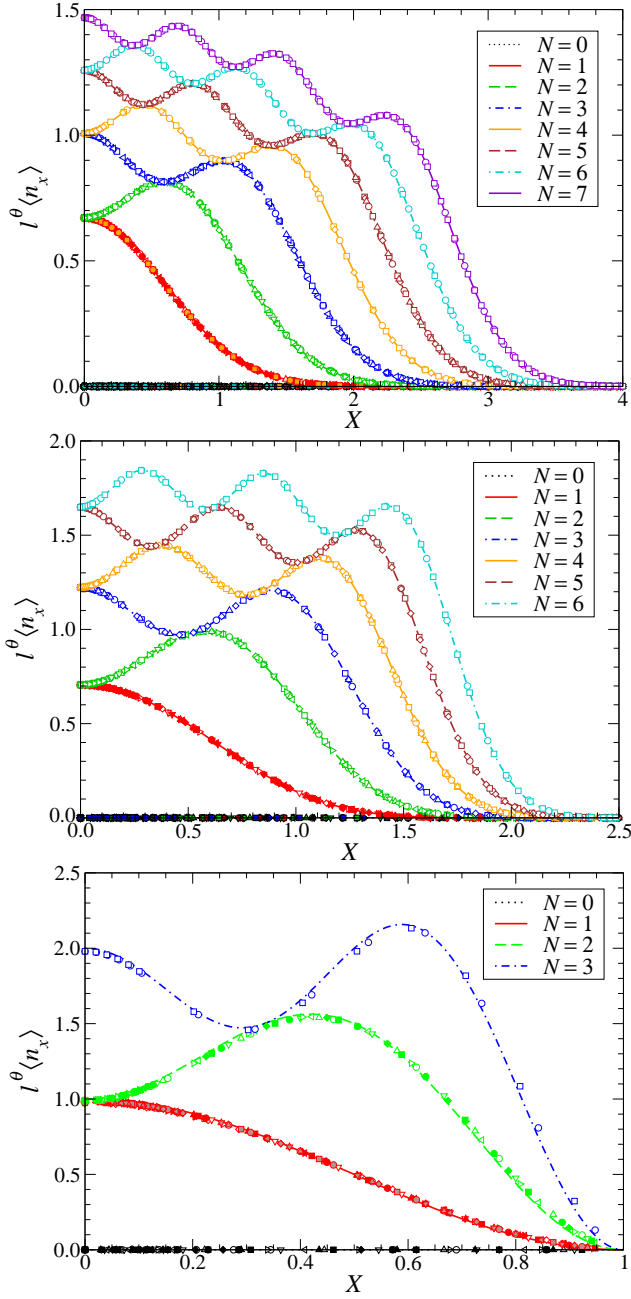 1.5
1.0
0.5
0.0
l^θ⟨n_x⟩
N = 0
N = 1
N = 2
N = 3
N = 4
N = 5
N = 6
N = 7
0 1 2 3 4
X
2.0
1.5
1.0
0.5
0.0
l^θ⟨n_x⟩
N = 0
N = 1
N = 2
N = 3
N = 4
N = 5
N = 6
0.0 0.5 1.0 1.5 2.0 2.5
X
2.5
2.0
1.5
1.0
0.5
0.0
l^θ⟨n_x⟩
N = 0
N = 1
N = 2
N = 3
0 0.2 0.4 0.6 0.8 1
X